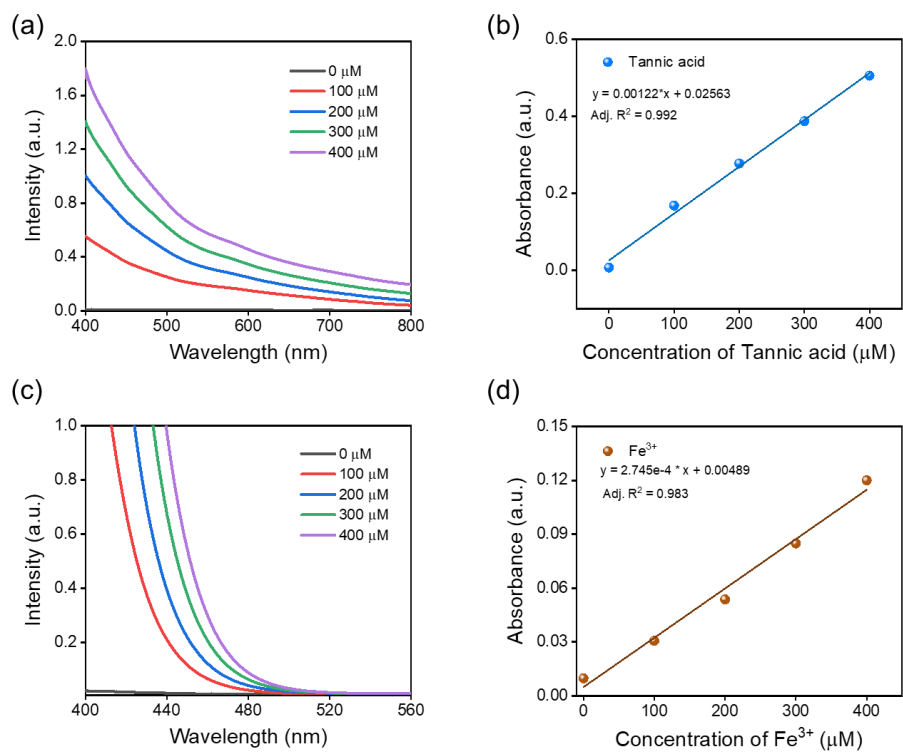 (a)
2.0
1.6
1.2
0.8
0.4
0.0
Intensity (a.u.)
0 μM
100 μM
200 μM
300 μM
400 μM
400 500 600 700 800
Wavelength (nm)
(b)
0.6
0.4
0.2
0.0
Absorbance (a.u.)
Tannic acid
y = 0.00122*x + 0.02563
Adj. R² = 0.992
0 100 200 300 400
Concentration of Tannic acid (μM)
(c)
1.0
0.8
0.6
0.4
0.2
Intensity (a.u.)
0 μM
100 μM
200 μM
300 μM
400 μM
400 440 480 520 560
Wavelength (nm)
(d)
0.15
0.12
0.09
0.06
0.03
0.00
Absorbance (a.u.)
Fe³⁺
y = 2.745e-4 * x + 0.00489
Adj. R² = 0.983
0 100 200 300 400
Concentration of Fe³⁺ (μM)